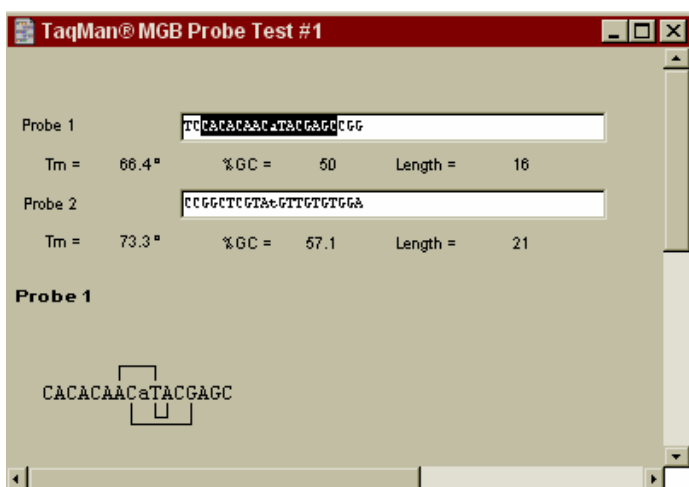 TaqMan® MGB Probe Test #1
Probe 1 TCCACACAACaTACGAGCCGG
Tm = 66.4° %GC = 50 Length = 16
Probe 2 CCGGCTCGTAtGTTGTGTGGA
Tm = 73.3° %GC = 57.1 Length = 21
Probe 1
CACACAACaTACGAGC